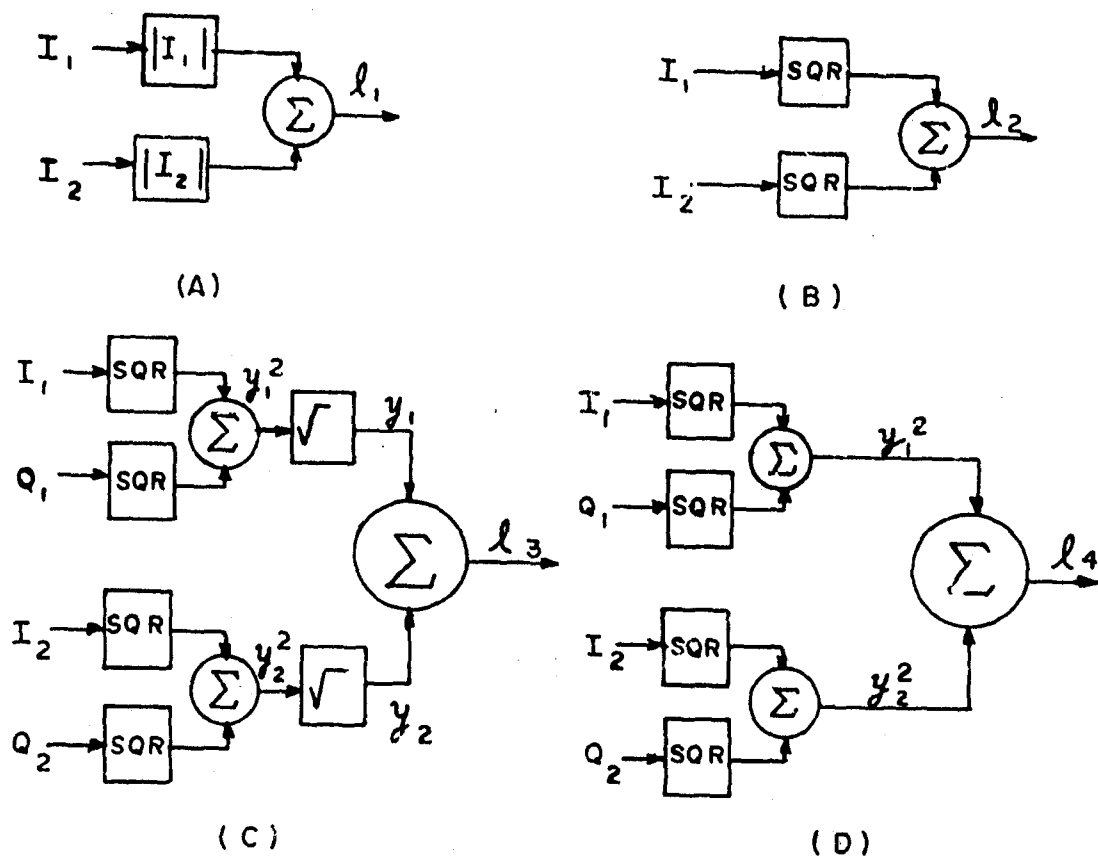 I₁ |I₁|
Σ ℓ₁
I₂ |I₂|
(A)
I₁ SQR
Σ ℓ₂
I₂ SQR
(B)
I₁ SQR
y₁²
Σ √ y₁
Q₁ SQR
Σ ℓ₃
I₂ SQR
y₂²
Σ √
y₂
Q₂ SQR
(C)
I₁ SQR
Σ y₁²
Q₁ SQR
Σ ℓ₄
I₂ SQR
Σ y₂²
Q₂ SQR
(D)